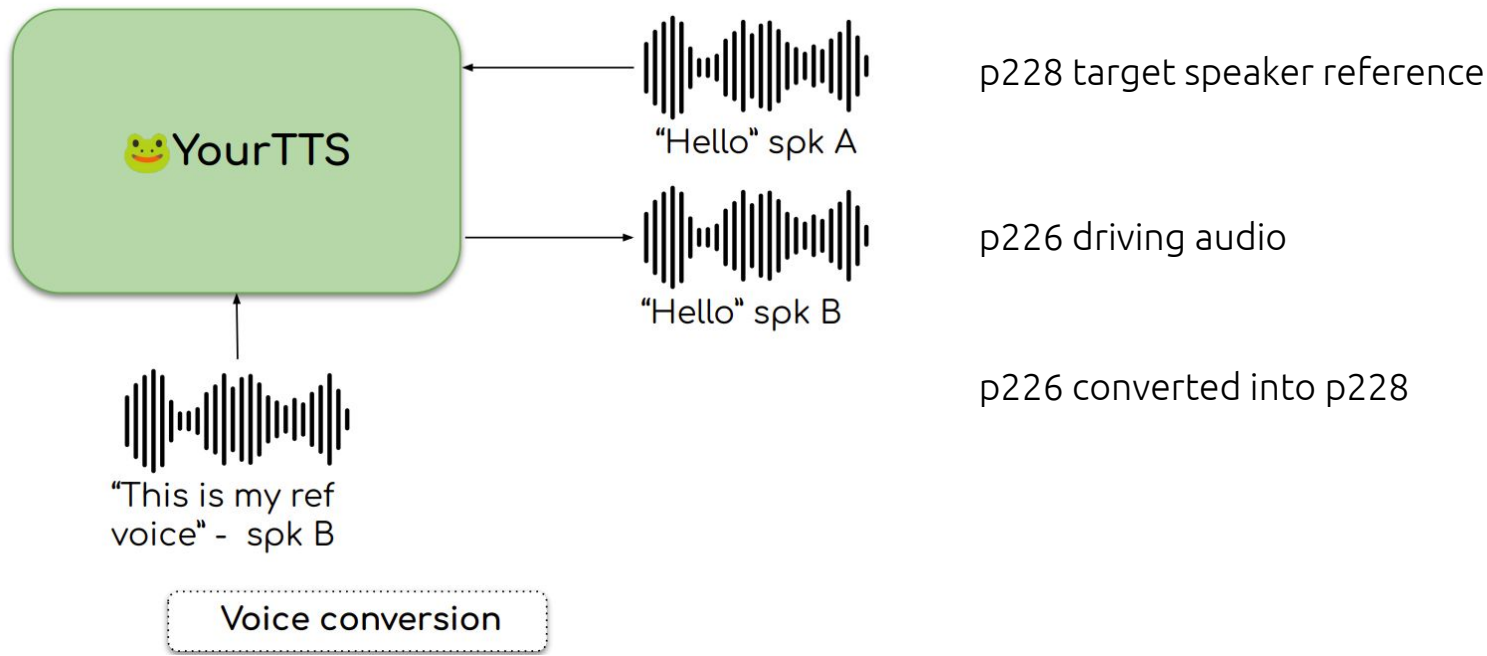 🐸YourTTS
“Hello” spk A
“Hello” spk B
“This is my ref
voice” - spk B
Voice conversion
p228 target speaker reference
p226 driving audio
p226 converted into p228